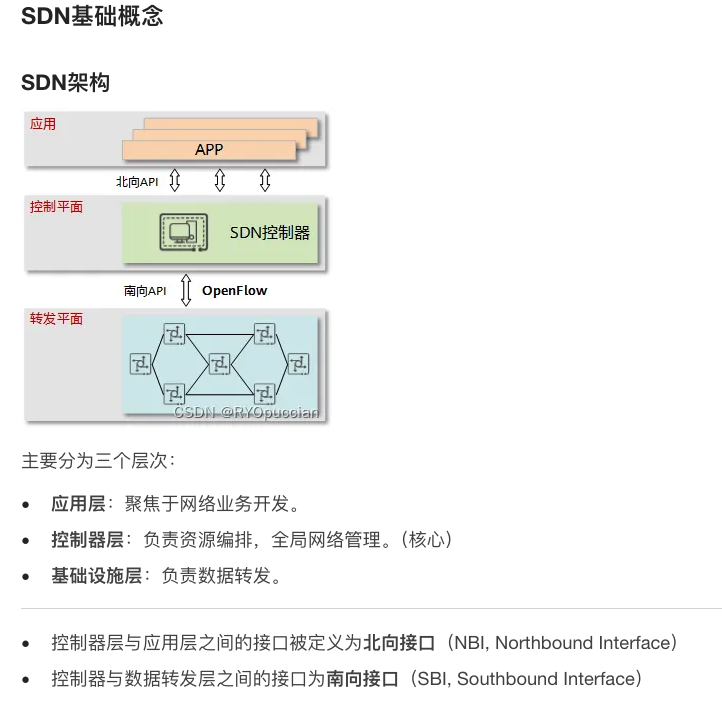 SDN基础概念
SDN架构
应用
APP
北向API
控制平面
SDN控制器
南向API
OpenFlow
转发平面
CSDN @RYOpuccian
主要分为三个层次：
应用层：聚焦于网络业务开发。
控制器层：负责资源编排，全局网络管理。（核心）
基础设施层：负责数据转发。
控制器层与应用层之间的接口被定义为北向接口（NBI, Northbound Interface）
控制器与数据转发层之间的接口为南向接口（SBI, Southbound Interface）